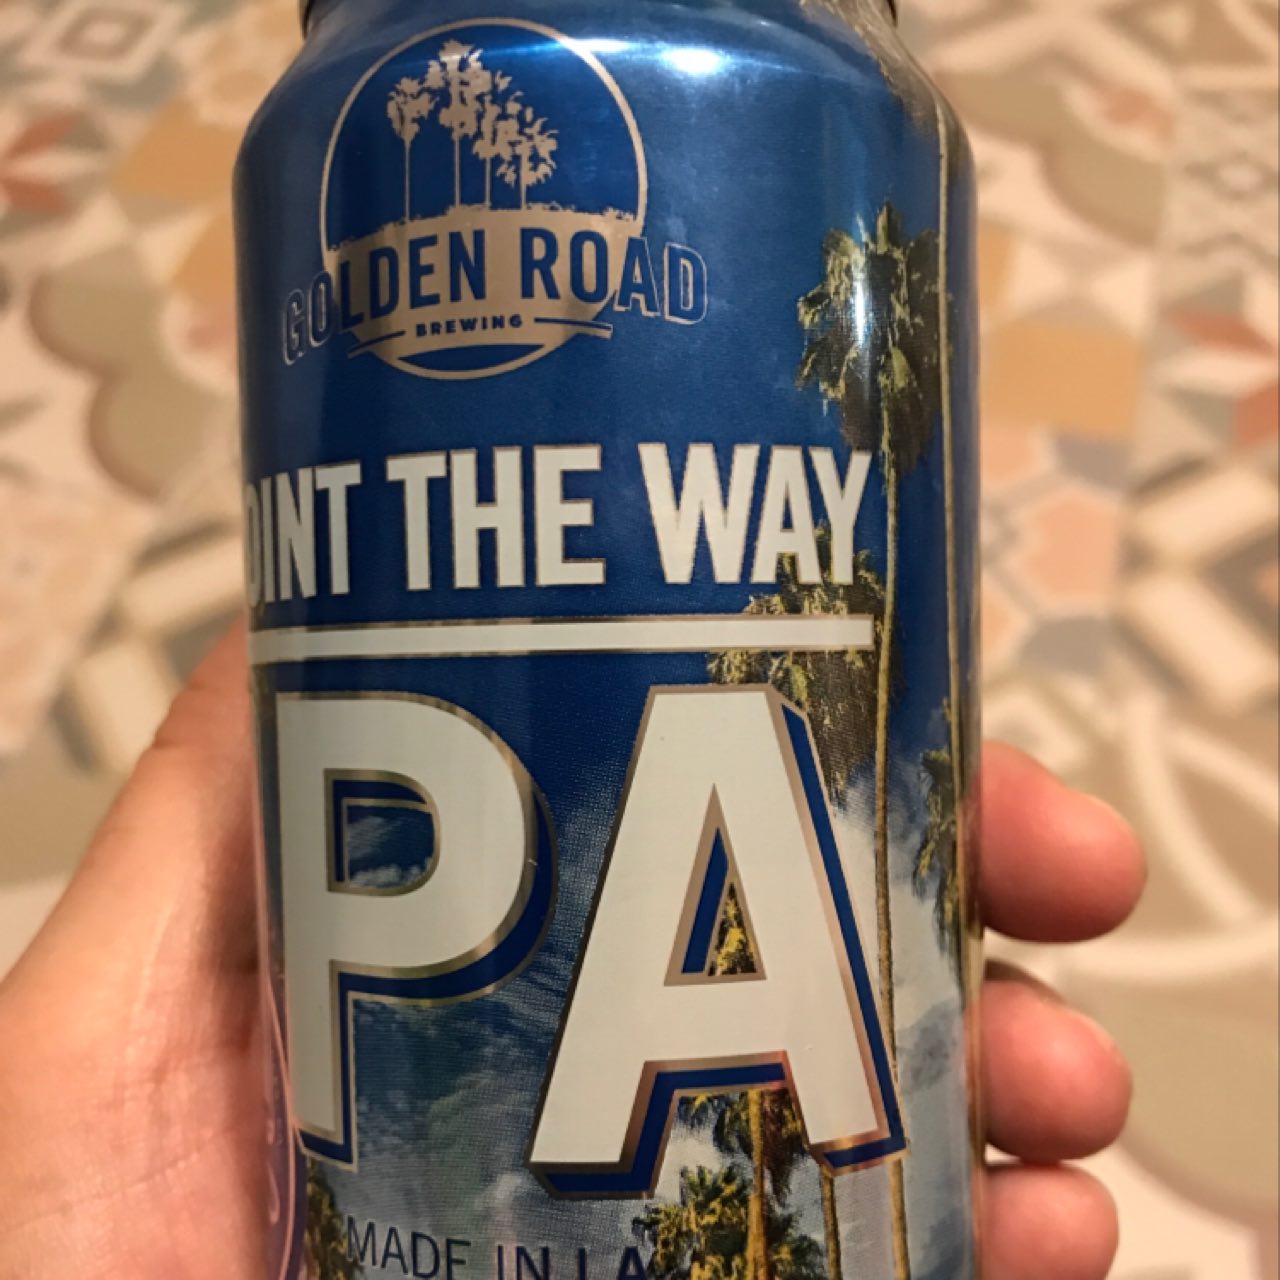 GOLDEN ROAD
BREWING
OINT THE WAY
PA
MADE IN LA